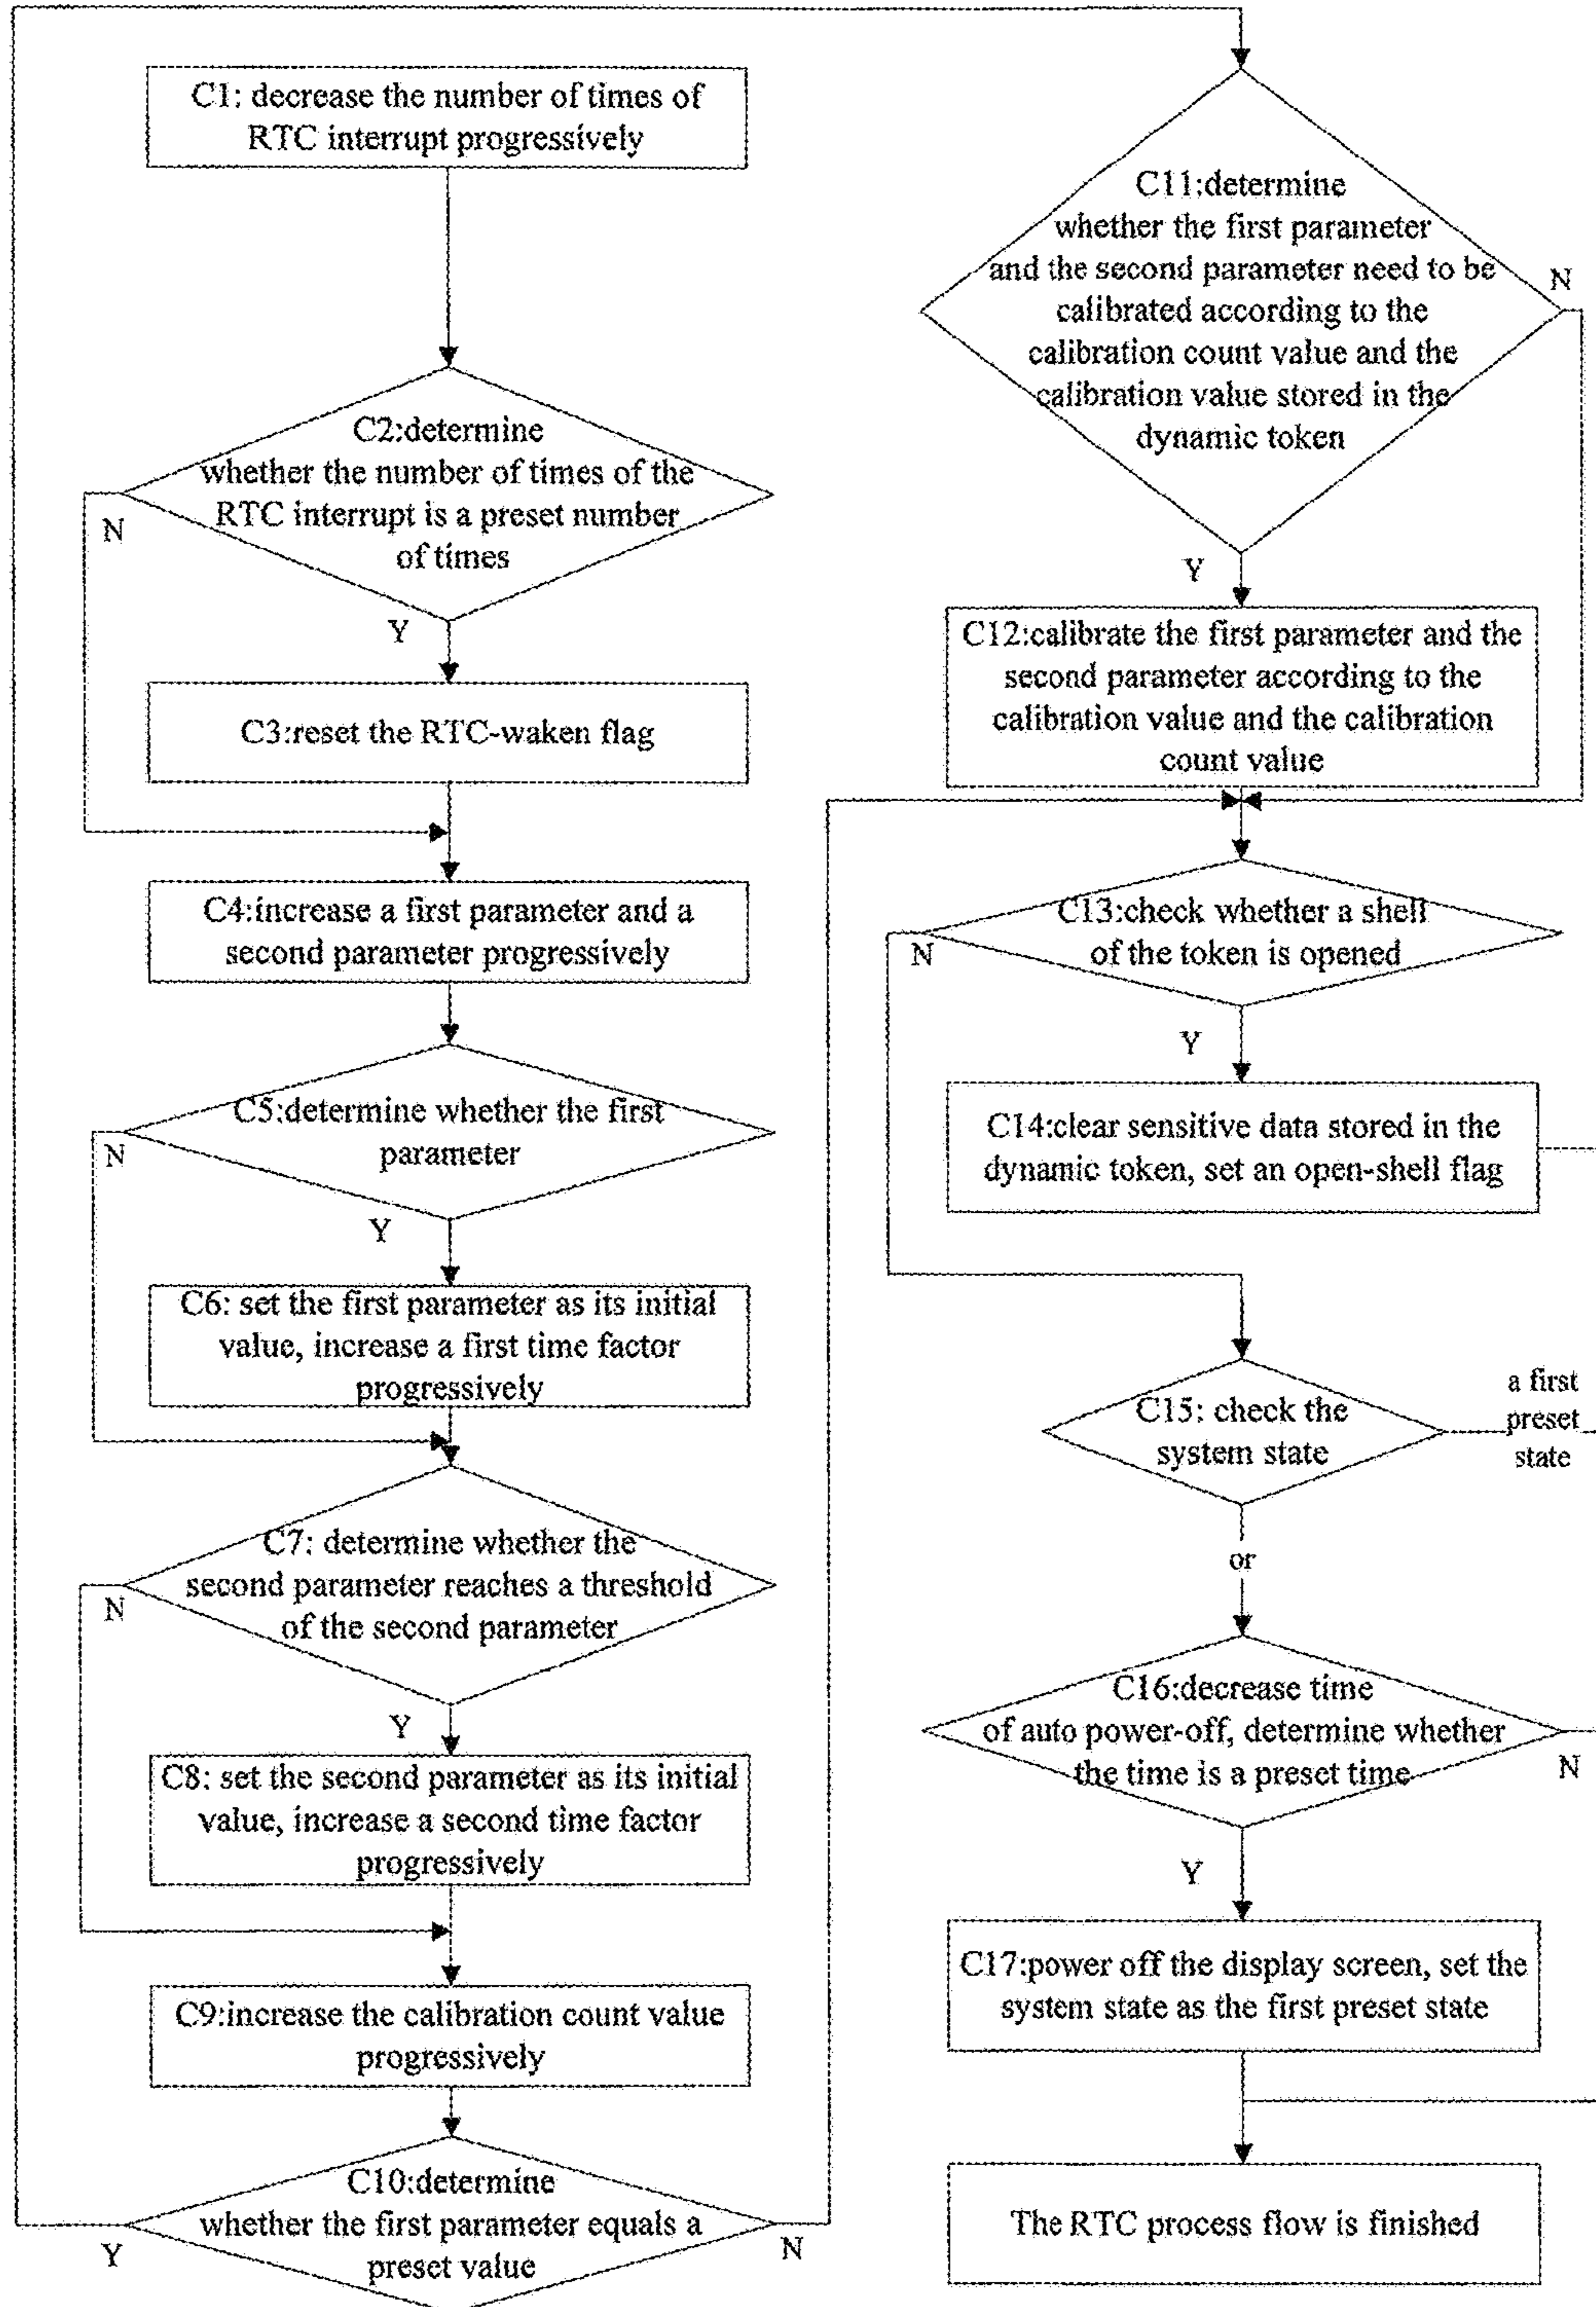 C1: decrease the number of times of
RTC interrupt progressively
C2:determine
whether the number of times of the
RTC interrupt is a preset number
of times
N
Y
C3:reset the RTC-waken flag
C4:increase a first parameter and a
second parameter progressively
C5:determine whether the first
parameter
N
Y
C6: set the first parameter as its initial
value, increase a first time factor
progressively
C7: determine whether the
second parameter reaches a threshold
of the second parameter
N
Y
C8: set the second parameter as its initial
value, increase a second time factor
progressively
C9:increase the calibration count value
progressively
C10:determine
whether the first parameter equals a
preset value
Y
N
C11:determine
whether the first parameter
and the second parameter need to be
calibrated according to the
calibration count value and the
calibration value stored in the
dynamic token
N
Y
C12:calibrate the first parameter and the
second parameter according to the
calibration value and the calibration
count value
C13:check whether a shell
of the token is opened
N
Y
C14:clear sensitive data stored in the
dynamic token, set an open-shell flag
C15: check the
system state
a first
preset
state
or
C16:decrease time
of auto power-off, determine whether
the time is a preset time
N
Y
C17:power off the display screen, set the
system state as the first preset state
The RTC process flow is finished